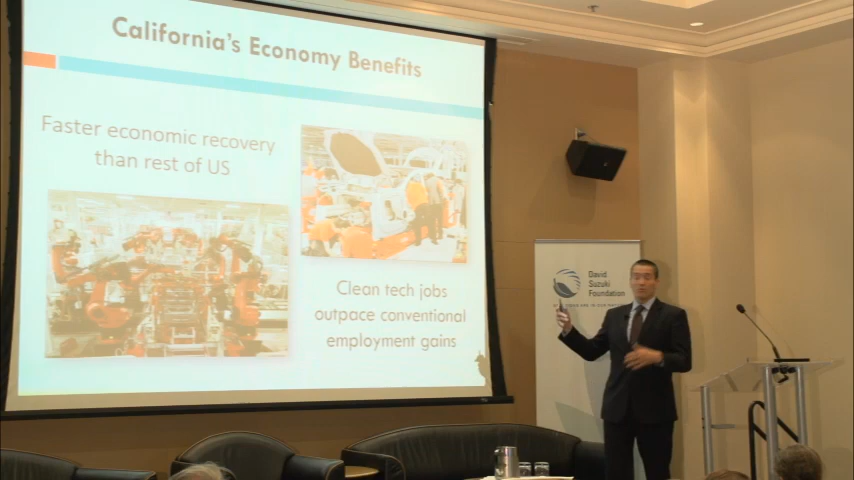 California's Economy Benefits
Faster economic recovery
than rest of US
Clean tech jobs
outpace conventional
employment gains
David
Suzuki
Foundation